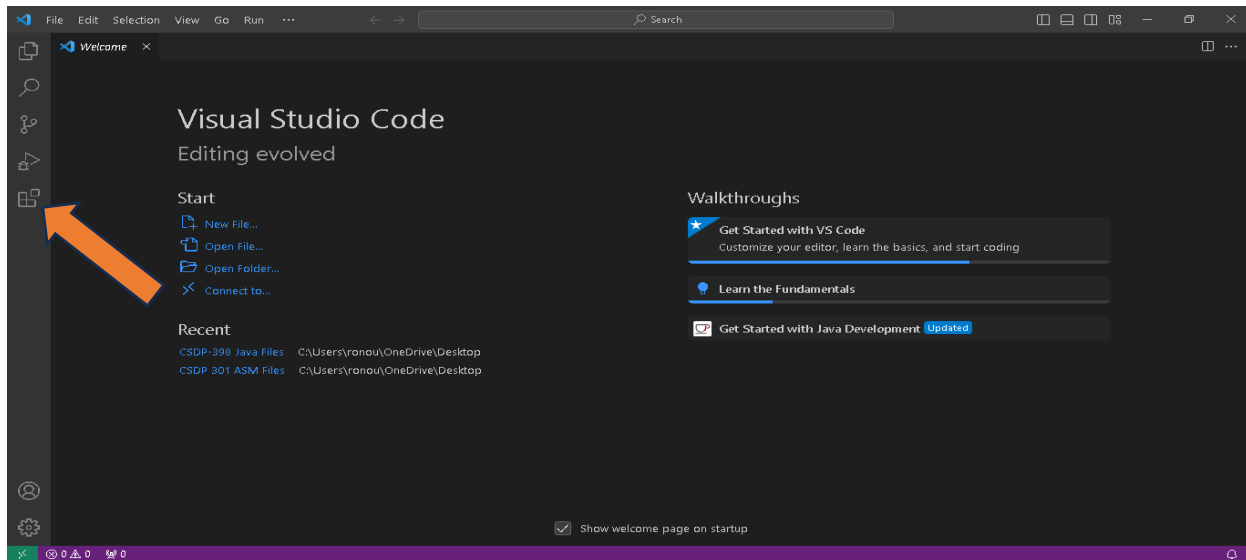 File Edit Selection View Go Run ··· Search
Welcome
Visual Studio Code
Editing evolved
Start
New File...
Open File...
Open Folder...
Connect to...
Recent
CSDP-398 Java Files C:\Users\ronou\OneDrive\Desktop
CSDP 301 ASM Files C:\Users\ronou\OneDrive\Desktop
Walkthroughs
Get Started with VS Code
Customize your editor, learn the basics, and start coding
Learn the Fundamentals
Get Started with Java Development Updated
Show welcome page on startup
0 0 0